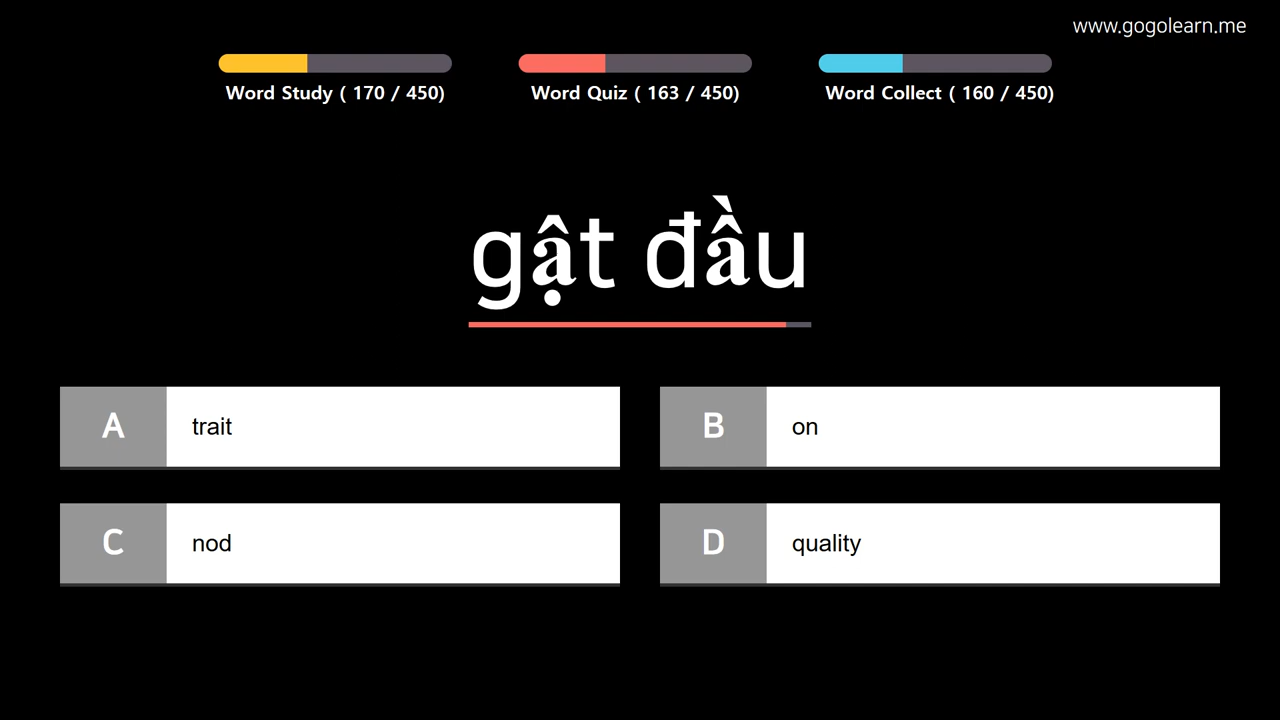 www.gogolearn.me
Word Study ( 170 / 450)
Word Quiz ( 163 / 450)
Word Collect ( 160 / 450)
gật đầu
A trait
B on
C nod
D quality